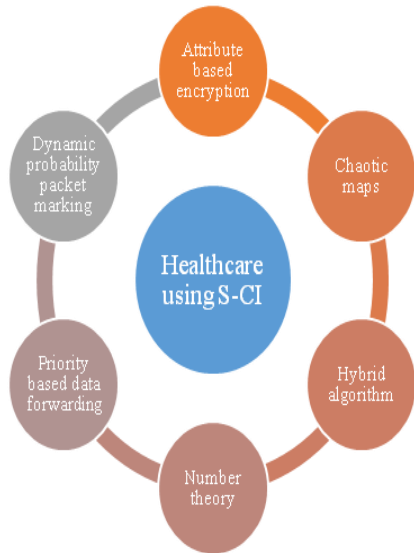 Attribute
based
encryption
Chaotic
maps
Hybrid
algorithm
Number
theory
Priority
based data
forwarding
Dynamic
probability
packet
marking
Healthcare
using S-CI